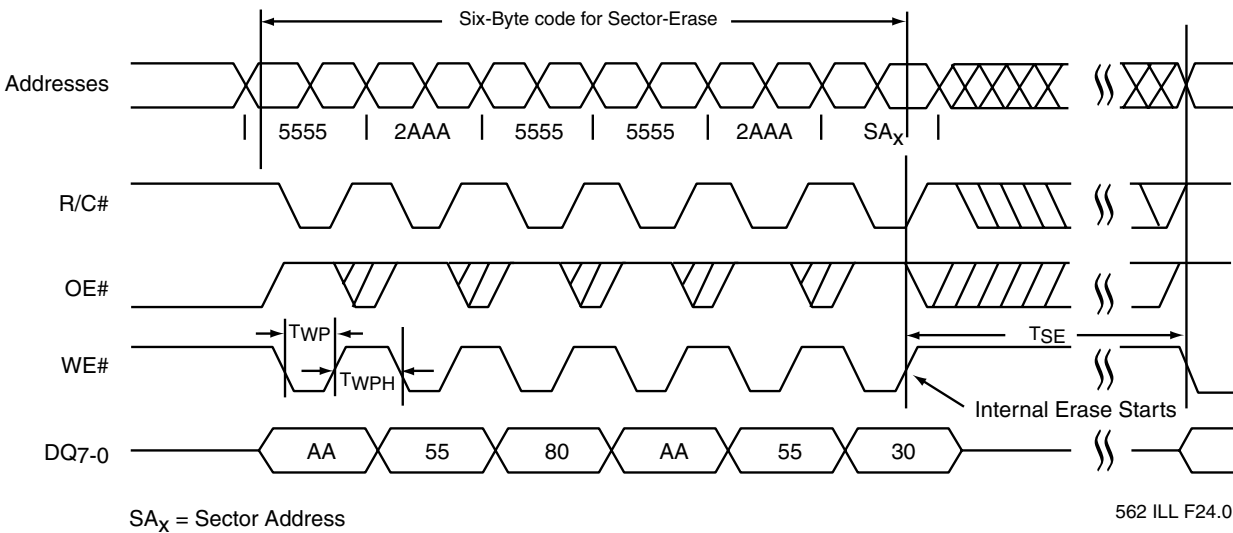 Six-Byte code for Sector-Erase
Addresses
5555 2AAA 5555 5555 2AAA SAX
R/C#
OE#
TWP
TSE
WE#
TWPH
Internal Erase Starts
DQ7-0 AA 55 80 AA 55 30
SAX = Sector Address
562 ILL F24.0